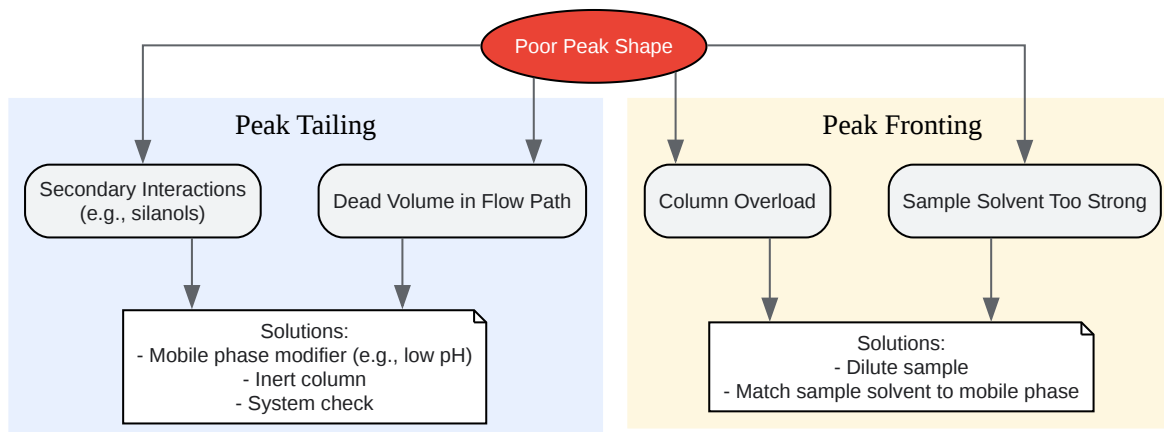 Poor Peak Shape
Peak Tailing
Peak Fronting
Secondary Interactions
(e.g., silanols)
Dead Volume in Flow Path
Column Overload
Sample Solvent Too Strong
Solutions:
- Mobile phase modifier (e.g., low pH)
- Inert column
- System check
Solutions:
- Dilute sample
- Match sample solvent to mobile phase